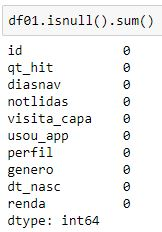 df01.isnull().sum()
id 0
qt_hit 0
diasnav 0
notlidas 0
visita_capa 0
usou_app 0
perfil 0
genero 0
dt_nasc 0
renda 0
dtype: int64